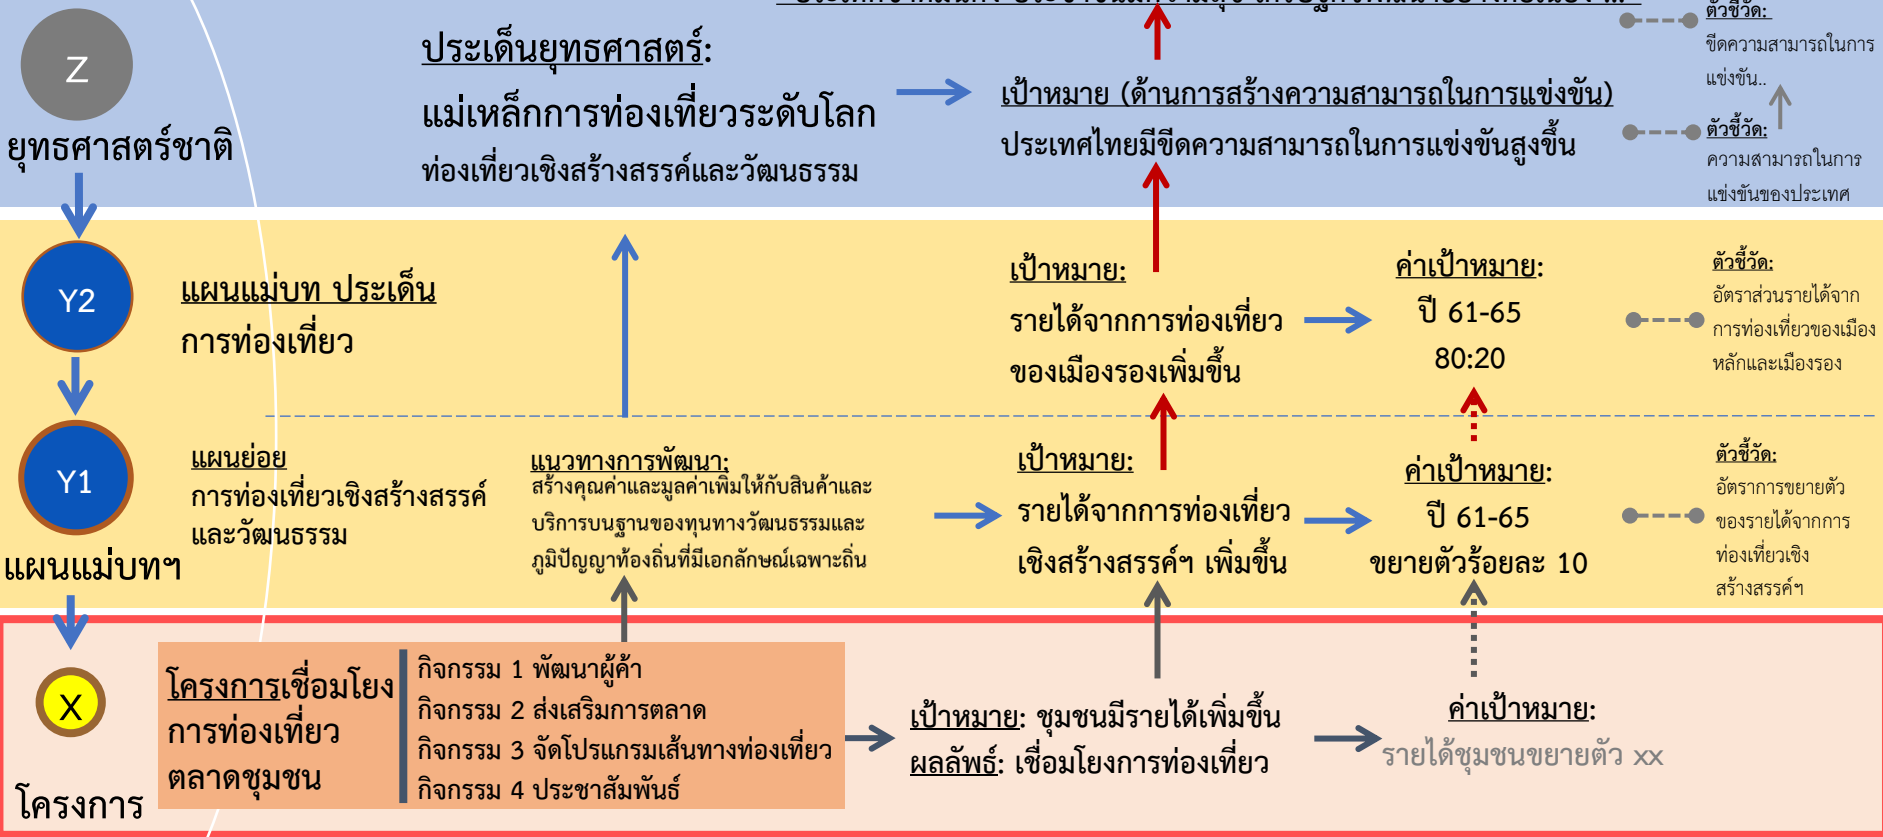 Z
ยุทธศาสตร์ชาติ
ประเด็นยุทธศาสตร์:
แม่เหล็กการท่องเที่ยวระดับโลก
ท่องเที่ยวเชิงสร้างสรรค์และวัฒนธรรม
เป้าหมาย (ด้านการสร้างความสามารถในการแข่งขัน)
ประเทศไทยมีขีดความสามารถในการแข่งขันสูงขึ้น
ตัวชี้วัด:
ขีดความสามารถในการ
แข่งขัน..
ตัวชี้วัด:
ความสามารถในการ
แข่งขันของประเทศ
Y2
แผนแม่บท ประเด็น
การท่องเที่ยว
เป้าหมาย:
รายได้จากการท่องเที่ยว
ของเมืองรองเพิ่มขึ้น
ค่าเป้าหมาย:
ปี 61-65
80:20
ตัวชี้วัด:
อัตราส่วนรายได้จาก
การท่องเที่ยวของเมือง
หลักและเมืองรอง
Y1
แผนแม่บทฯ
แผนย่อย
การท่องเที่ยวเชิงสร้างสรรค์
และวัฒนธรรม
แนวทางการพัฒนา:
สร้างคุณค่าและมูลค่าเพิ่มให้กับสินค้าและ
บริการบนฐานของทุนทางวัฒนธรรมและ
ภูมิปัญญาท้องถิ่นที่มีเอกลักษณ์เฉพาะถิ่น
เป้าหมาย:
รายได้จากการท่องเที่ยว
เชิงสร้างสรรค์ฯ เพิ่มขึ้น
ค่าเป้าหมาย:
ปี 61-65
ขยายตัวร้อยละ 10
ตัวชี้วัด:
อัตราการขยายตัว
ของรายได้จากการ
ท่องเที่ยวเชิง
สร้างสรรค์ฯ
X
โครงการ
โครงการเชื่อมโยง
การท่องเที่ยว
ตลาดชุมชน
กิจกรรม 1 พัฒนาผู้ค้า
กิจกรรม 2 ส่งเสริมการตลาด
กิจกรรม 3 จัดโปรแกรมเส้นทางท่องเที่ยว
กิจกรรม 4 ประชาสัมพันธ์
เป้าหมาย: ชุมชนมีรายได้เพิ่มขึ้น
ผลลัพธ์: เชื่อมโยงการท่องเที่ยว
ค่าเป้าหมาย:
รายได้ชุมชนขยายตัว xx